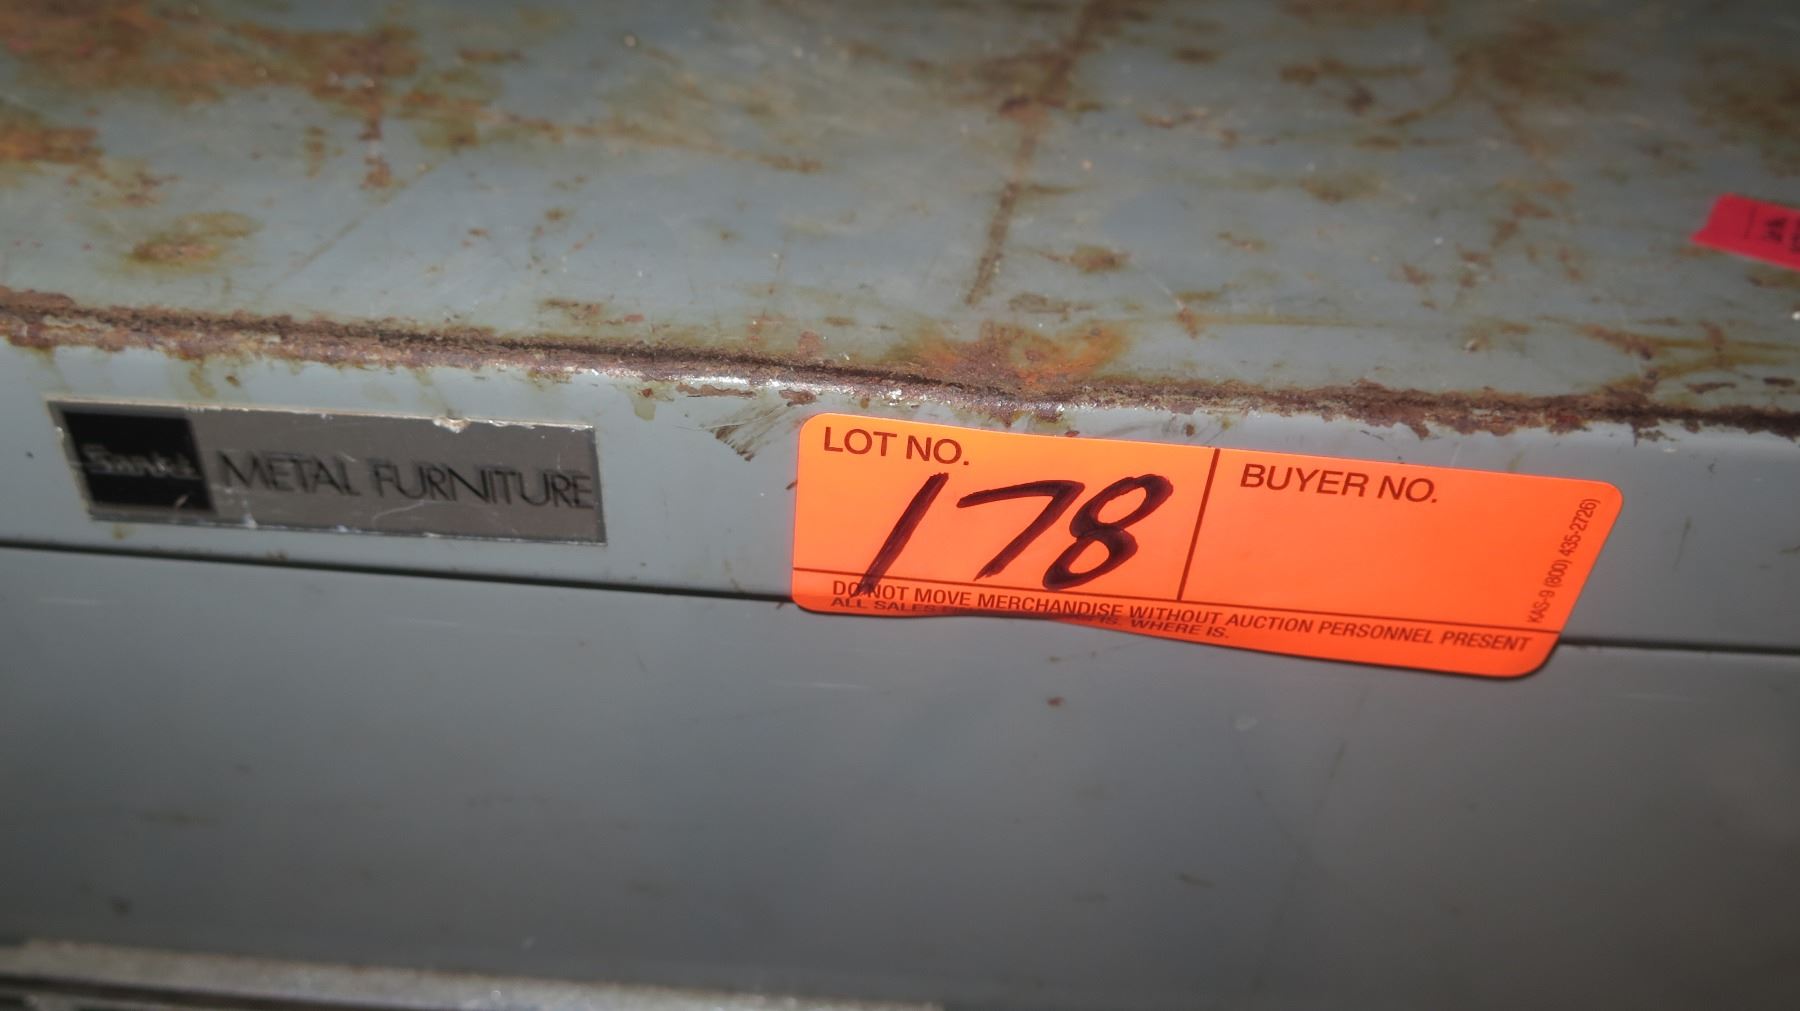 METAL FURNITURE
LOT NO.
178
BUYER NO.
KAS-9 (800) 435-2726)
DO NOT MOVE MERCHANDISE WITHOUT AUCTION PERSONNEL PRESENT
ALL SALES IS. WHERE IS.